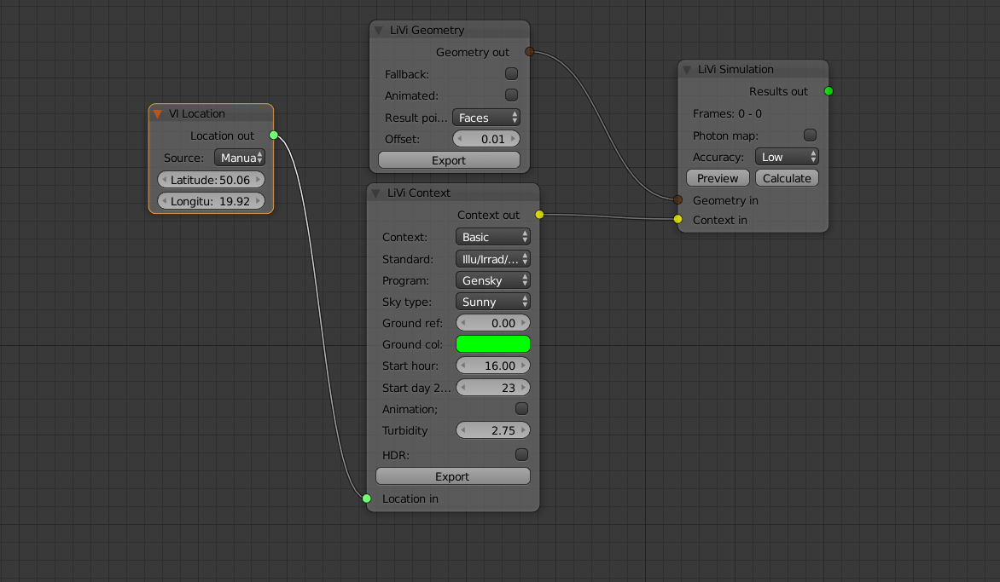 VI Location
Location out
Source: Manua
Latitude: 50.06
Longitu: 19.92
LiVi Geometry
Geometry out
Fallback:
Animated:
Result poi... Faces
Offset: 0.01
Export
LiVi Context
Context out
Context: Basic
Standard: Illu/Irrad/...
Program: Gensky
Sky type: Sunny
Ground ref: 0.00
Ground col:
Start hour: 16.00
Start day 2... 23
Animation;
Turbidity 2.75
HDR:
Export
Location in
LiVi Simulation
Results out
Frames: 0 - 0
Photon map:
Accuracy: Low
Preview Calculate
Geometry in
Context in